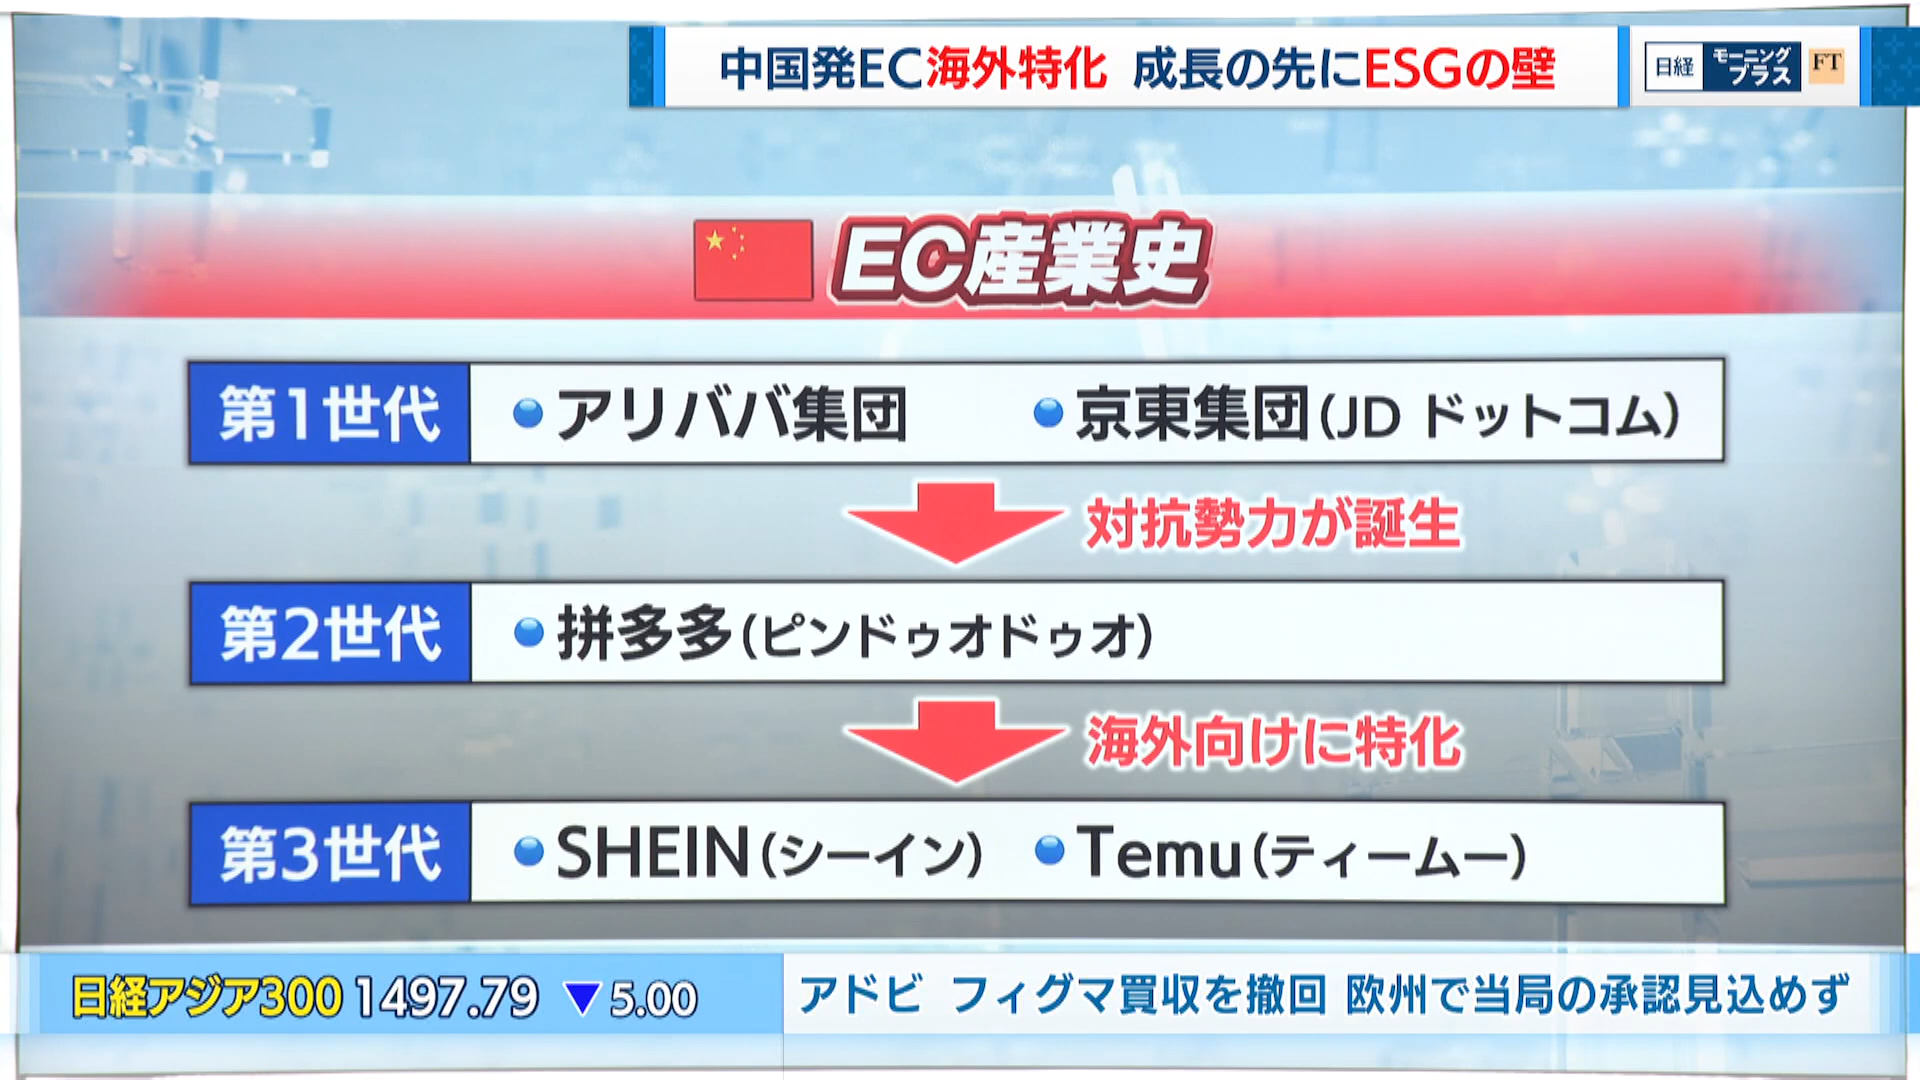 中国発EC海外特化 成長の先にESGの壁
日経 モーニングプラス FT
EC産業史
第1世代 ●アリババ集団 ●京東集団(JD ドットコム)
対抗勢力が誕生
第2世代 ●拼多多(ピンドゥオドゥオ)
海外向けに特化
第3世代 ●SHEIN(シーイン) ●Temu(ティームー)
日経アジア300 1497.79 ▼5.00
アドビ フィグマ買収を撤回 欧州で当局の承認見込めず